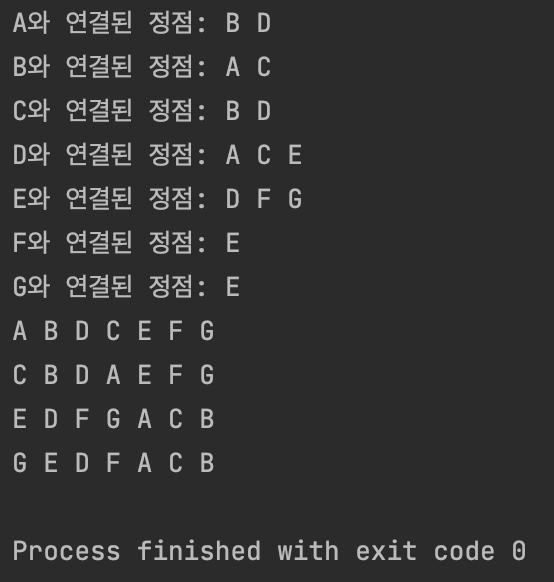 A와 연결된 정점: B D
B와 연결된 정점: A C
C와 연결된 정점: B D
D와 연결된 정점: A C E
E와 연결된 정점: D F G
F와 연결된 정점: E
G와 연결된 정점: E
A B D C E F G
C B D A E F G
E D F G A C B
G E D F A C B
Process finished with exit code 0